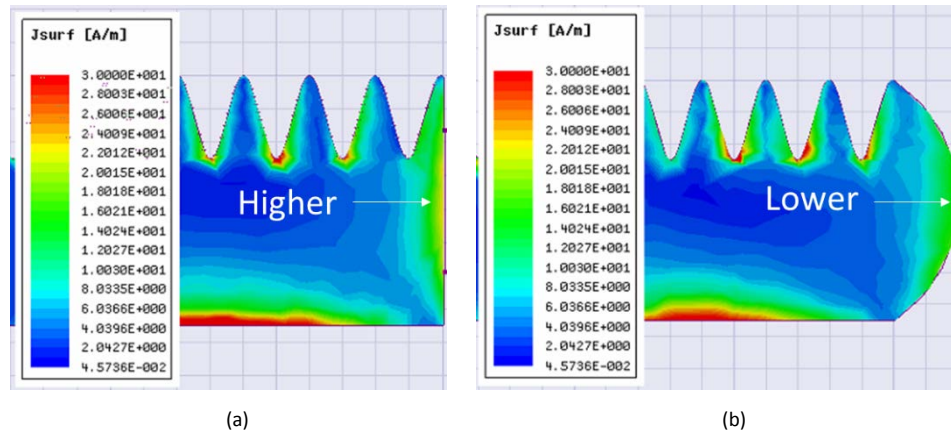 Jsurf [A/m]
3.0000E+001
2.8003E+001
2.6006E+001
2.4009E+001
2.2012E+001
2.0015E+001
1.8018E+001
1.6021E+001
1.4024E+001
1.2027E+001
1.0030E+001
8.0335E+000
6.0366E+000
4.0396E+000
2.0427E+000
4.5736E-002
Higher
(a)
Jsurf [A/m]
3.0000E+001
2.8003E+001
2.6006E+001
2.4009E+001
2.2012E+001
2.0015E+001
1.8018E+001
1.6021E+001
1.4024E+001
1.2027E+001
1.0030E+001
8.0335E+000
6.0366E+000
4.0396E+000
2.0427E+000
4.5736E-002
Lower
(b)